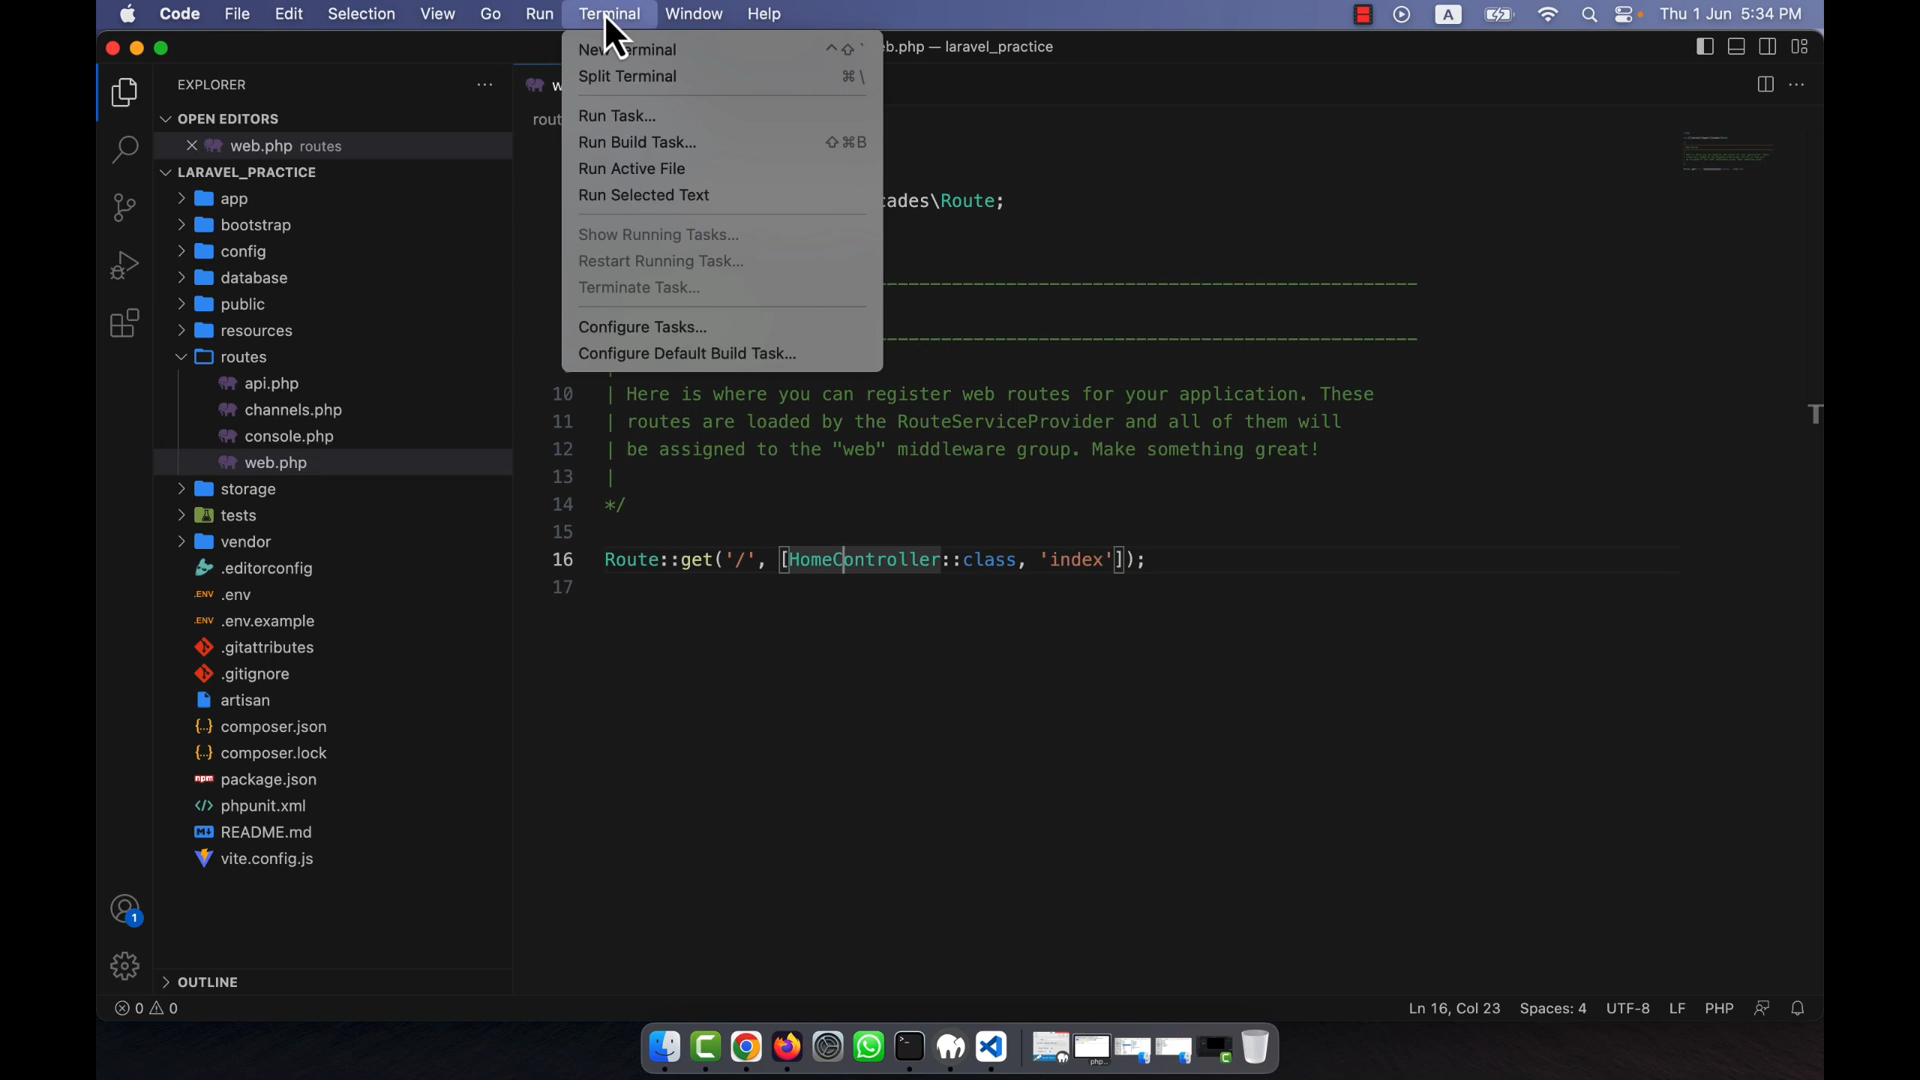 Code File Edit Selection View Go Run Terminal Window Help A Thu 1 Jun 5:34 PM
b.php — laravel_practice
New Terminal ⌃⇧`
Split Terminal ⌘\
Run Task...
Run Build Task... ⇧⌘B
Run Active File
Run Selected Text
Show Running Tasks...
Restart Running Task...
Terminate Task...
Configure Tasks...
Configure Default Build Task...
EXPLORER
OPEN EDITORS
web.php routes
LARAVEL_PRACTICE
app
bootstrap
config
database
public
resources
routes
api.php
channels.php
console.php
web.php
storage
tests
vendor
.editorconfig
.ENV .env
.ENV .env.example
.gitattributes
.gitignore
artisan
{..} composer.json
{..} composer.lock
npm package.json
</> phpunit.xml
README.md
vite.config.js
OUTLINE
1
w
rout
ades\Route;
10 | Here is where you can register web routes for your application. These
11 | routes are loaded by the RouteServiceProvider and all of them will
12 | be assigned to the "web" middleware group. Make something great!
13 |
14 */
15
16 Route::get('/', [HomeController::class, 'index']);
17
T
0 0 Ln 16, Col 23 Spaces: 4 UTF-8 LF PHP